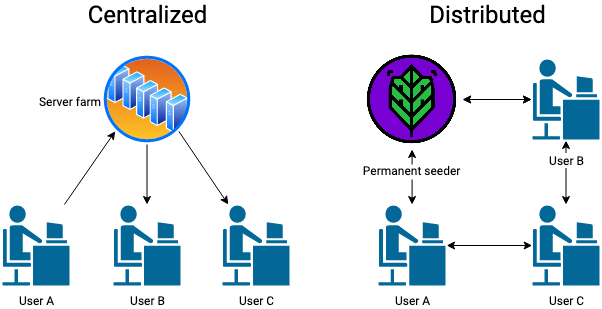 Centralized
Distributed
Server farm
User B
Permanent seeder
User A
User B
User C
User A
User C